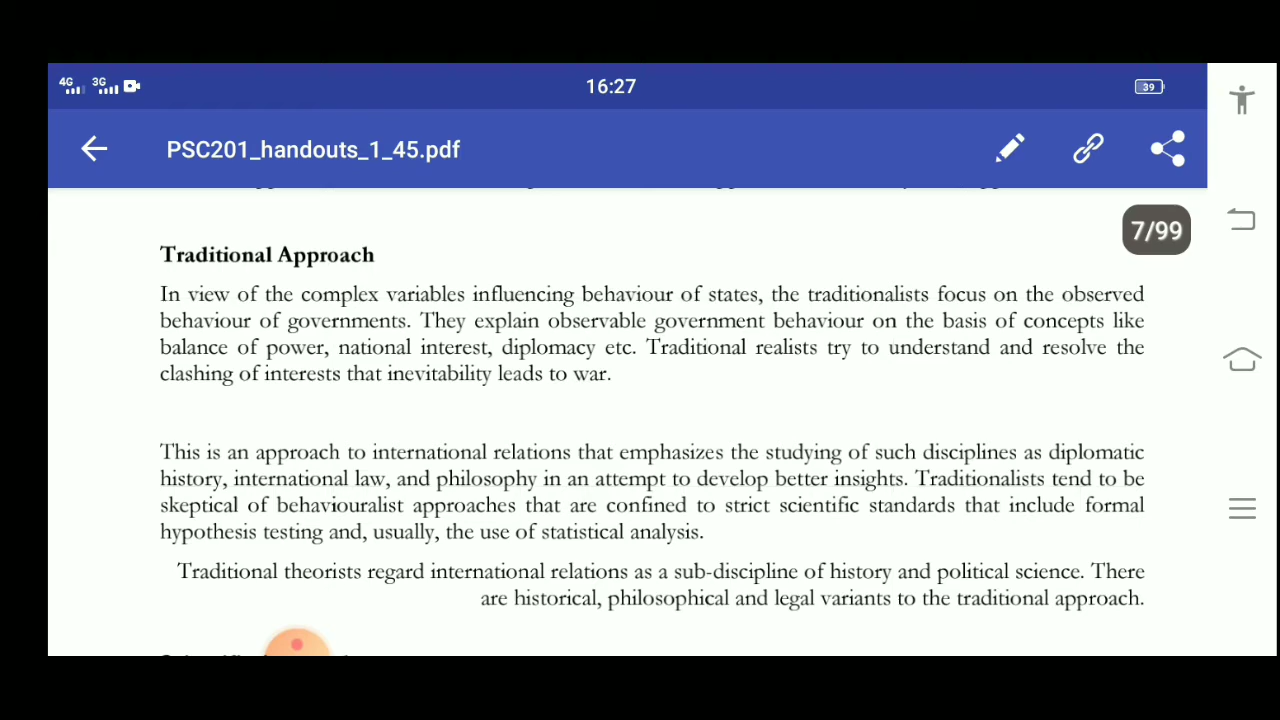 4G 3G 16:27 39
PSC201_handouts_1_45.pdf
7/99
Traditional Approach
In view of the complex variables influencing behaviour of states, the traditionalists focus on the observed
behaviour of governments. They explain observable government behaviour on the basis of concepts like
balance of power, national interest, diplomacy etc. Traditional realists try to understand and resolve the
clashing of interests that inevitability leads to war.
This is an approach to international relations that emphasizes the studying of such disciplines as diplomatic
history, international law, and philosophy in an attempt to develop better insights. Traditionalists tend to be
skeptical of behaviouralist approaches that are confined to strict scientific standards that include formal
hypothesis testing and, usually, the use of statistical analysis.
Traditional theorists regard international relations as a sub-discipline of history and political science. There
are historical, philosophical and legal variants to the traditional approach.